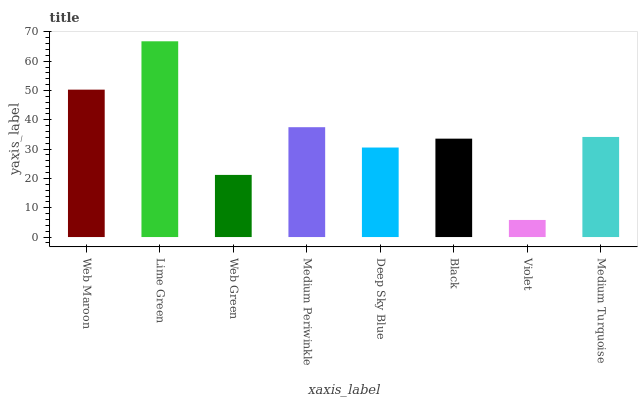 title
yaxis_label
70
60
50
40
30
20
10
0
Web Maroon
Lime Green
Web Green
Medium Periwinkle
Deep Sky Blue
Black
Violet
Medium Turquoise
xaxis_label